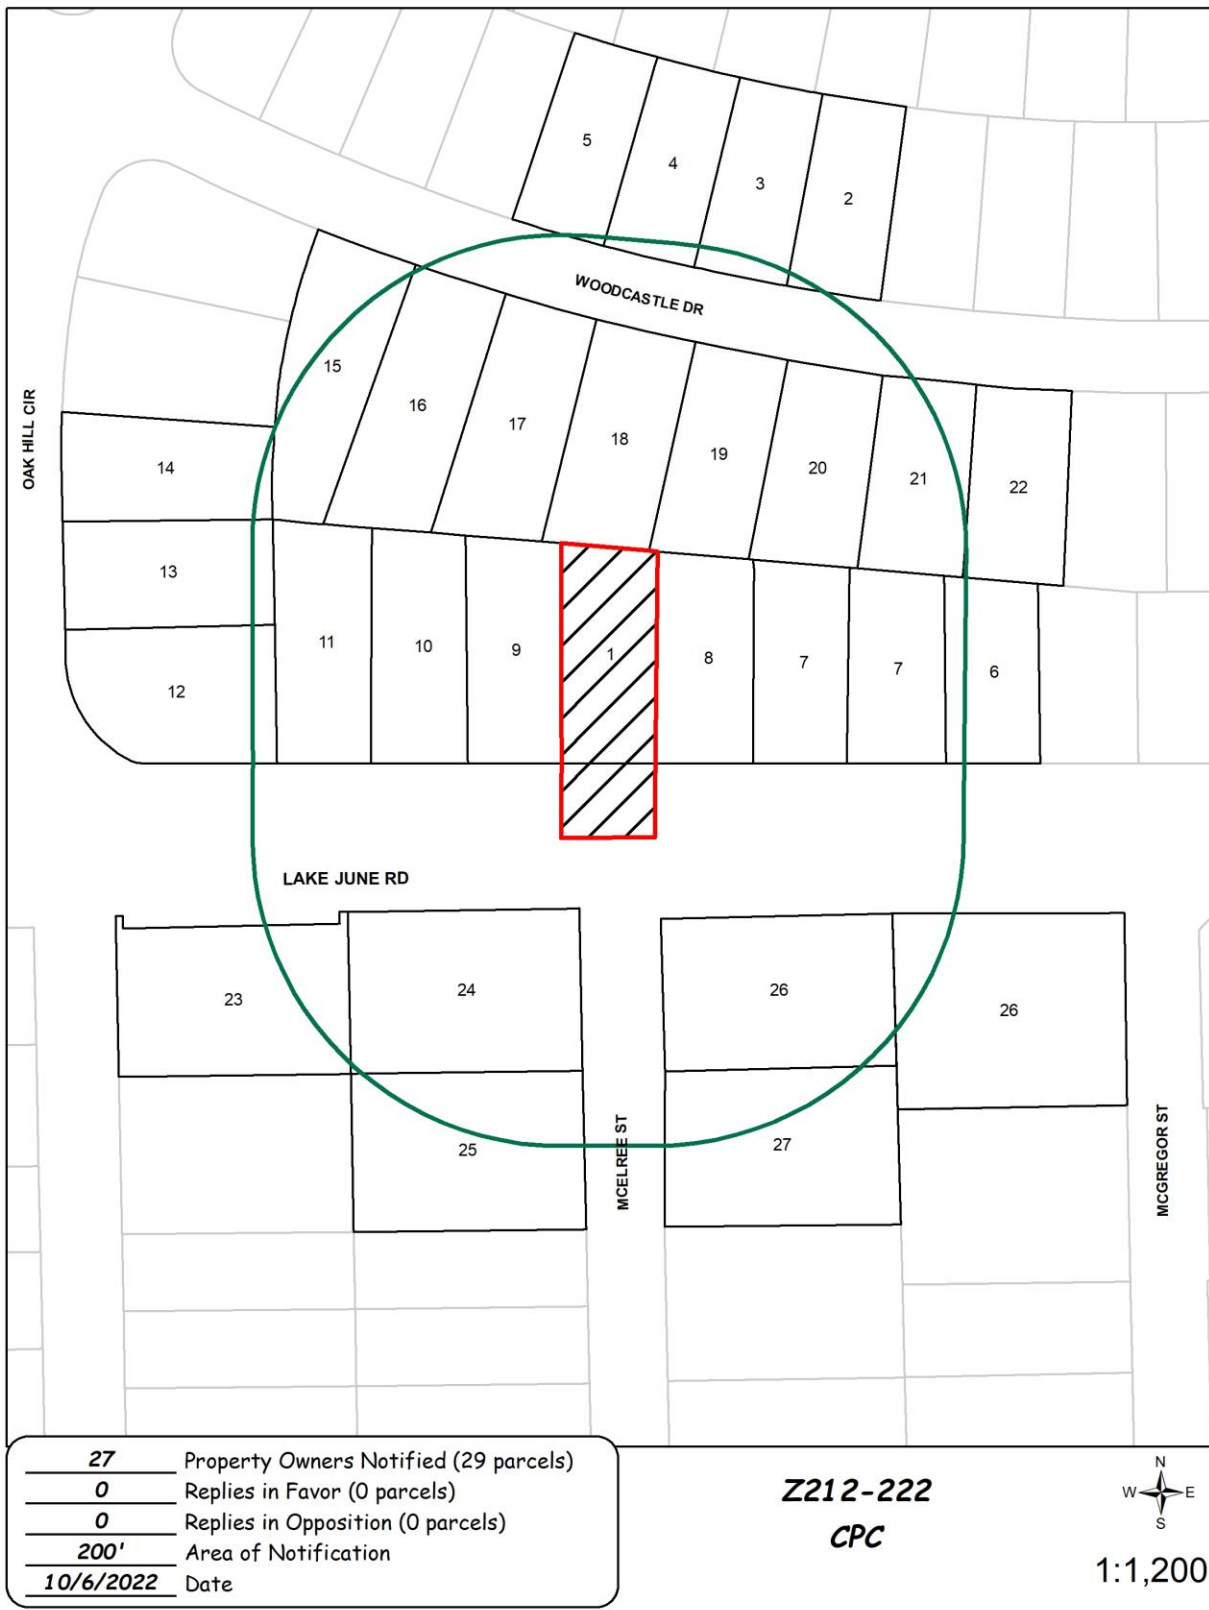 5
4
3
2
WOODCASTLE DR
15
16
17
18
19
20
21
22
OAK HILL CIR
14
13
12
11
10
9
1
8
7
7
6
LAKE JUNE RD
23
24
26
26
25
MCELREE ST
27
MCGREGOR ST
27 Property Owners Notified (29 parcels)
0 Replies in Favor (0 parcels)
0 Replies in Opposition (0 parcels)
200' Area of Notification
10/6/2022 Date
Z212-222
CPC
N
W E
S
1:1,200